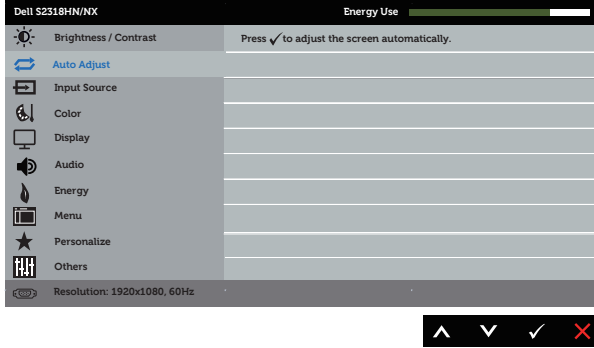 Dell S2318HN/NX Energy Use
Brightness / Contrast Press ✓ to adjust the screen automatically.
Auto Adjust
Input Source
Color
Display
Audio
Energy
Menu
Personalize
Others
Resolution: 1920x1080, 60Hz